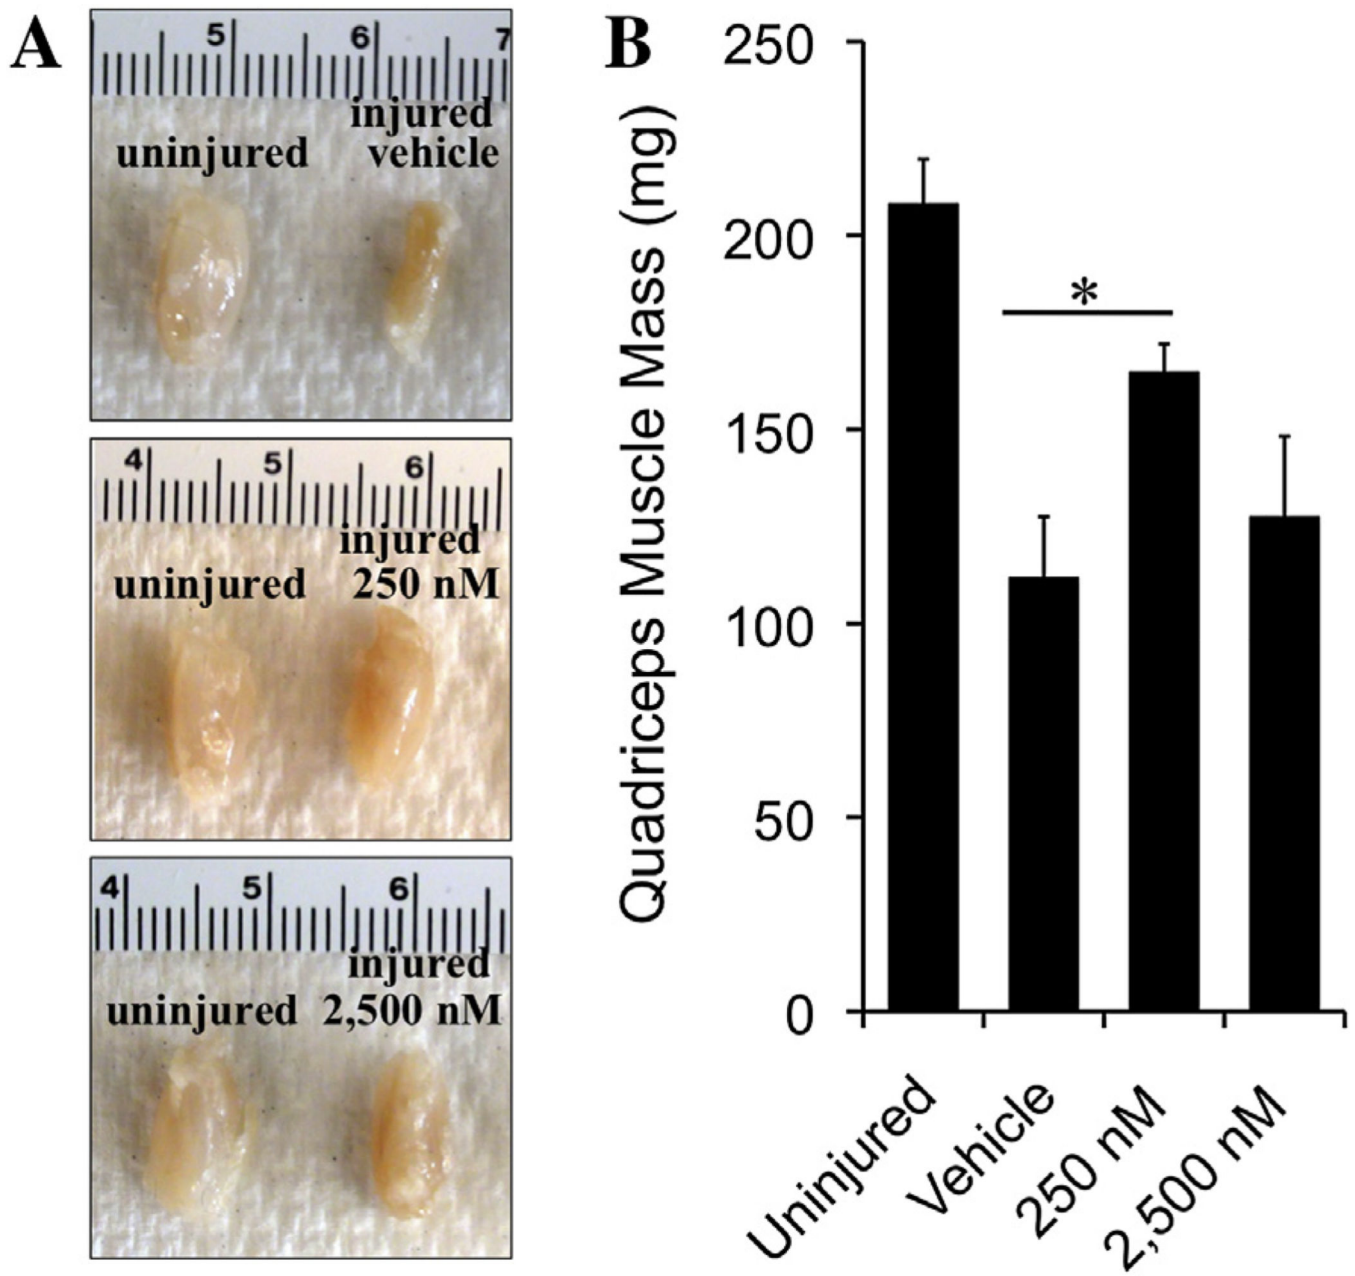 A
5 6 7
injured
uninjured vehicle
4 5 6
injured
uninjured 250 nM
4 5 6
injured
uninjured 2,500 nM
B
Quadriceps Muscle Mass (mg)
250
200
150
100
50
0
*
Uninjured
Vehicle
250 nM
2,500 nM